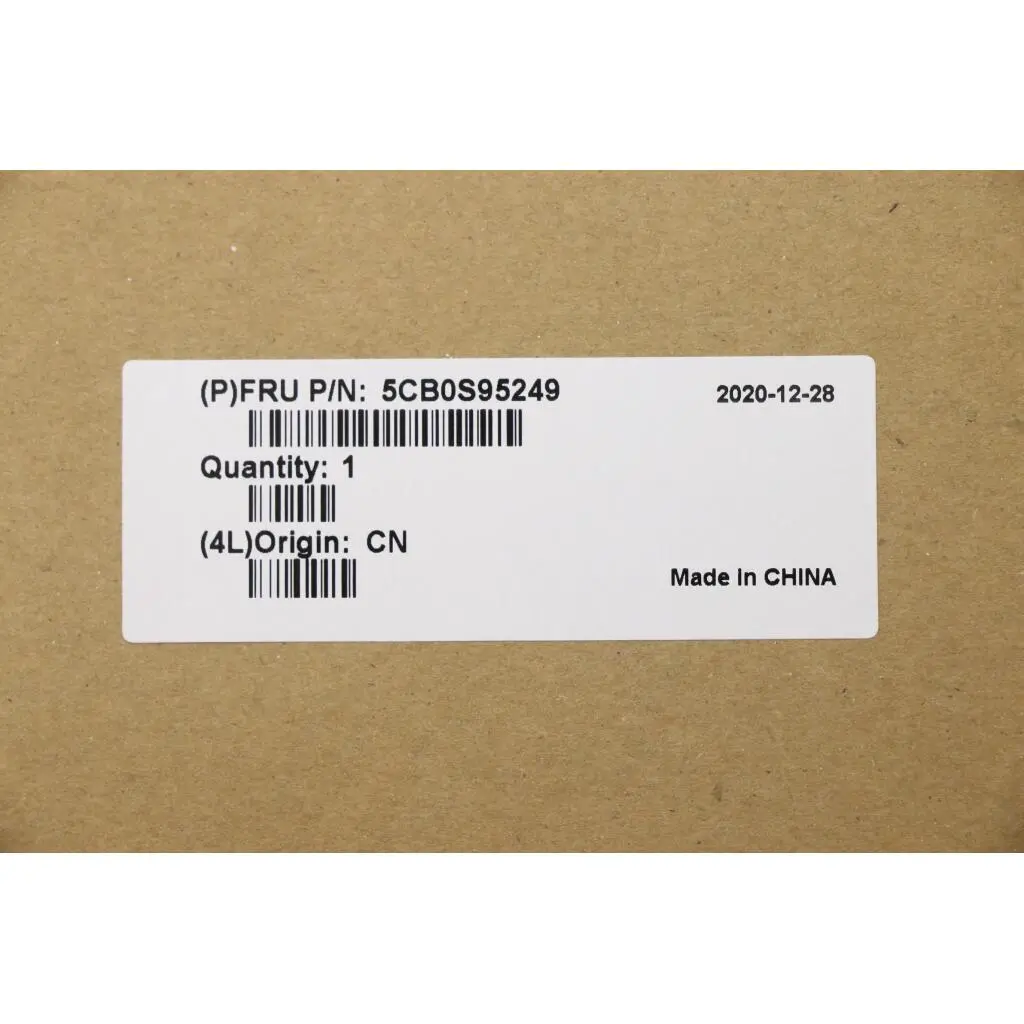 (P)FRU P/N: 5CB0S95249
2020-12-28
Quantity: 1
(4L)Origin: CN
Made in CHINA